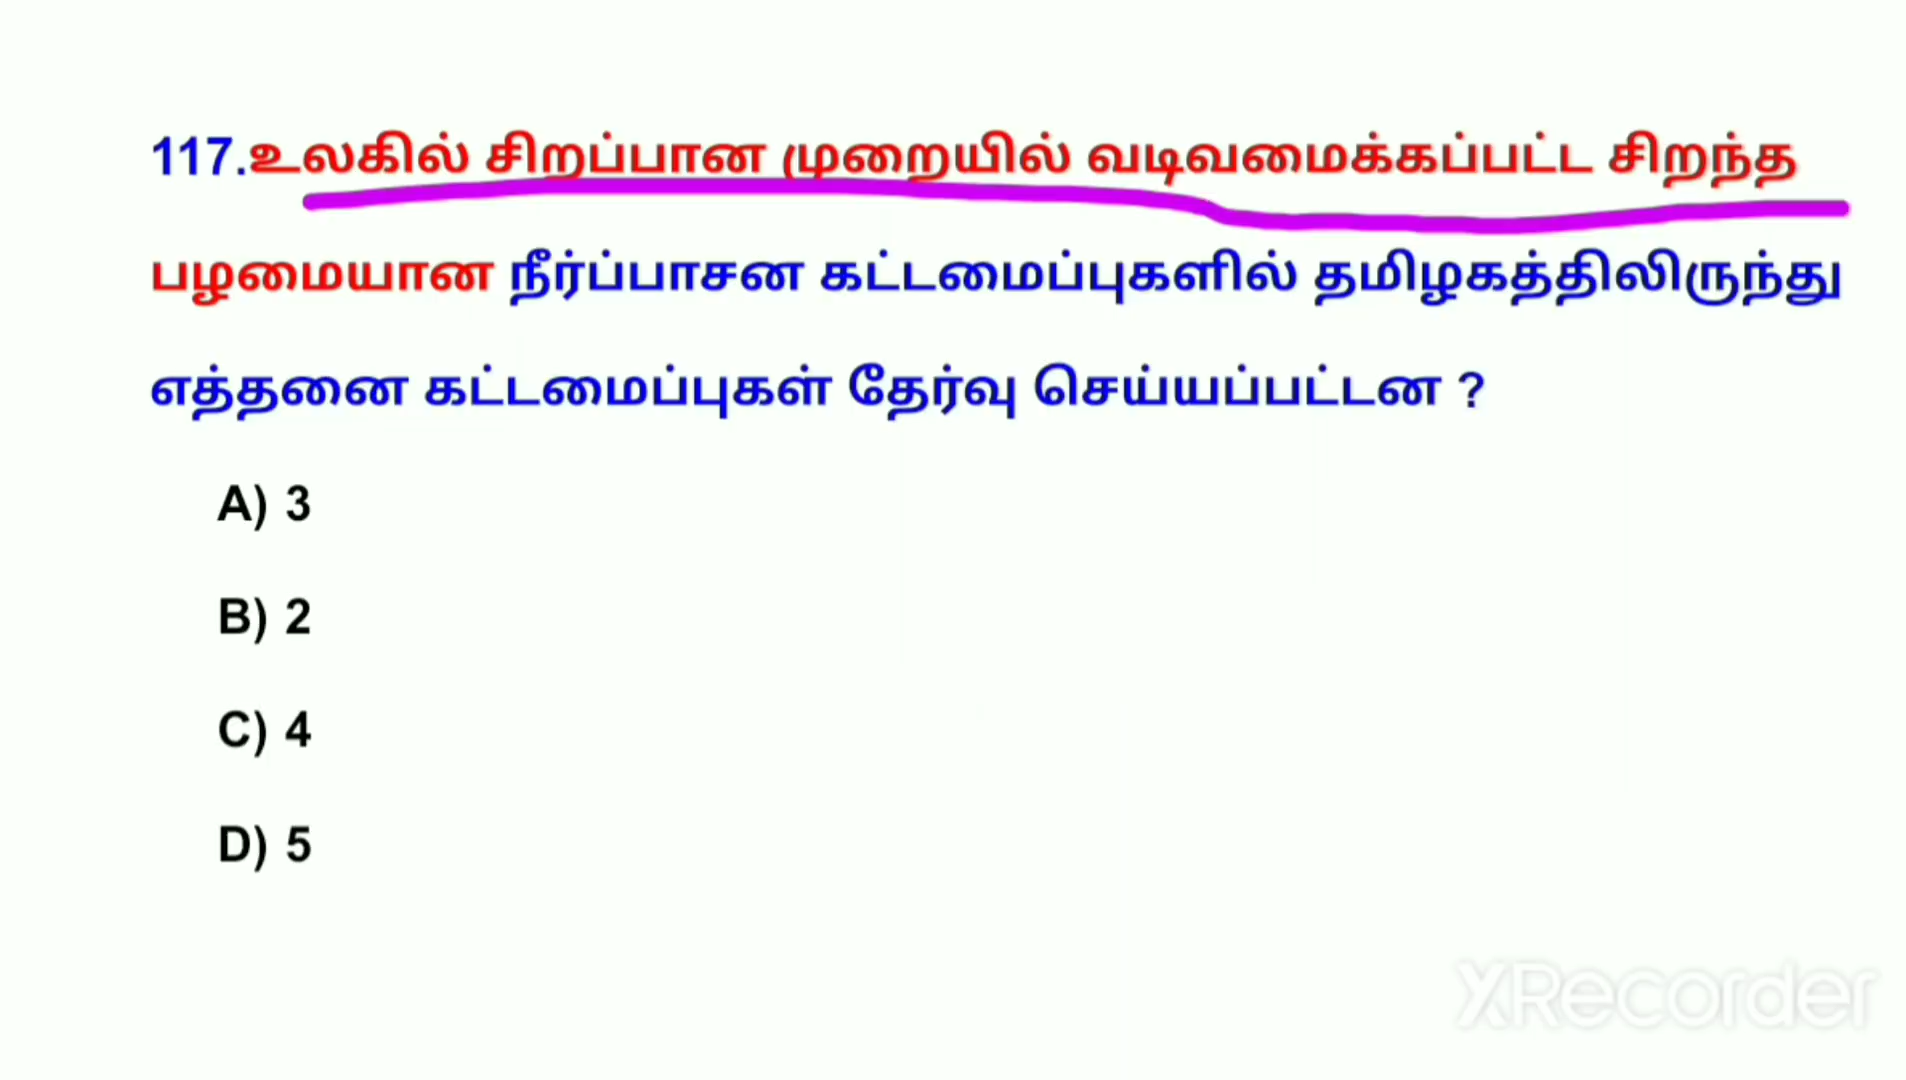 117.உலகில் சிறப்பான முறையில் வடிவமைக்கப்பட்ட சிறந்த
பழமையான நீர்ப்பாசன கட்டமைப்புகளில் தமிழகத்திலிருந்து
எத்தனை கட்டமைப்புகள் தேர்வு செய்யப்பட்டன ?
A) 3
B) 2
C) 4
D) 5
XRecorder